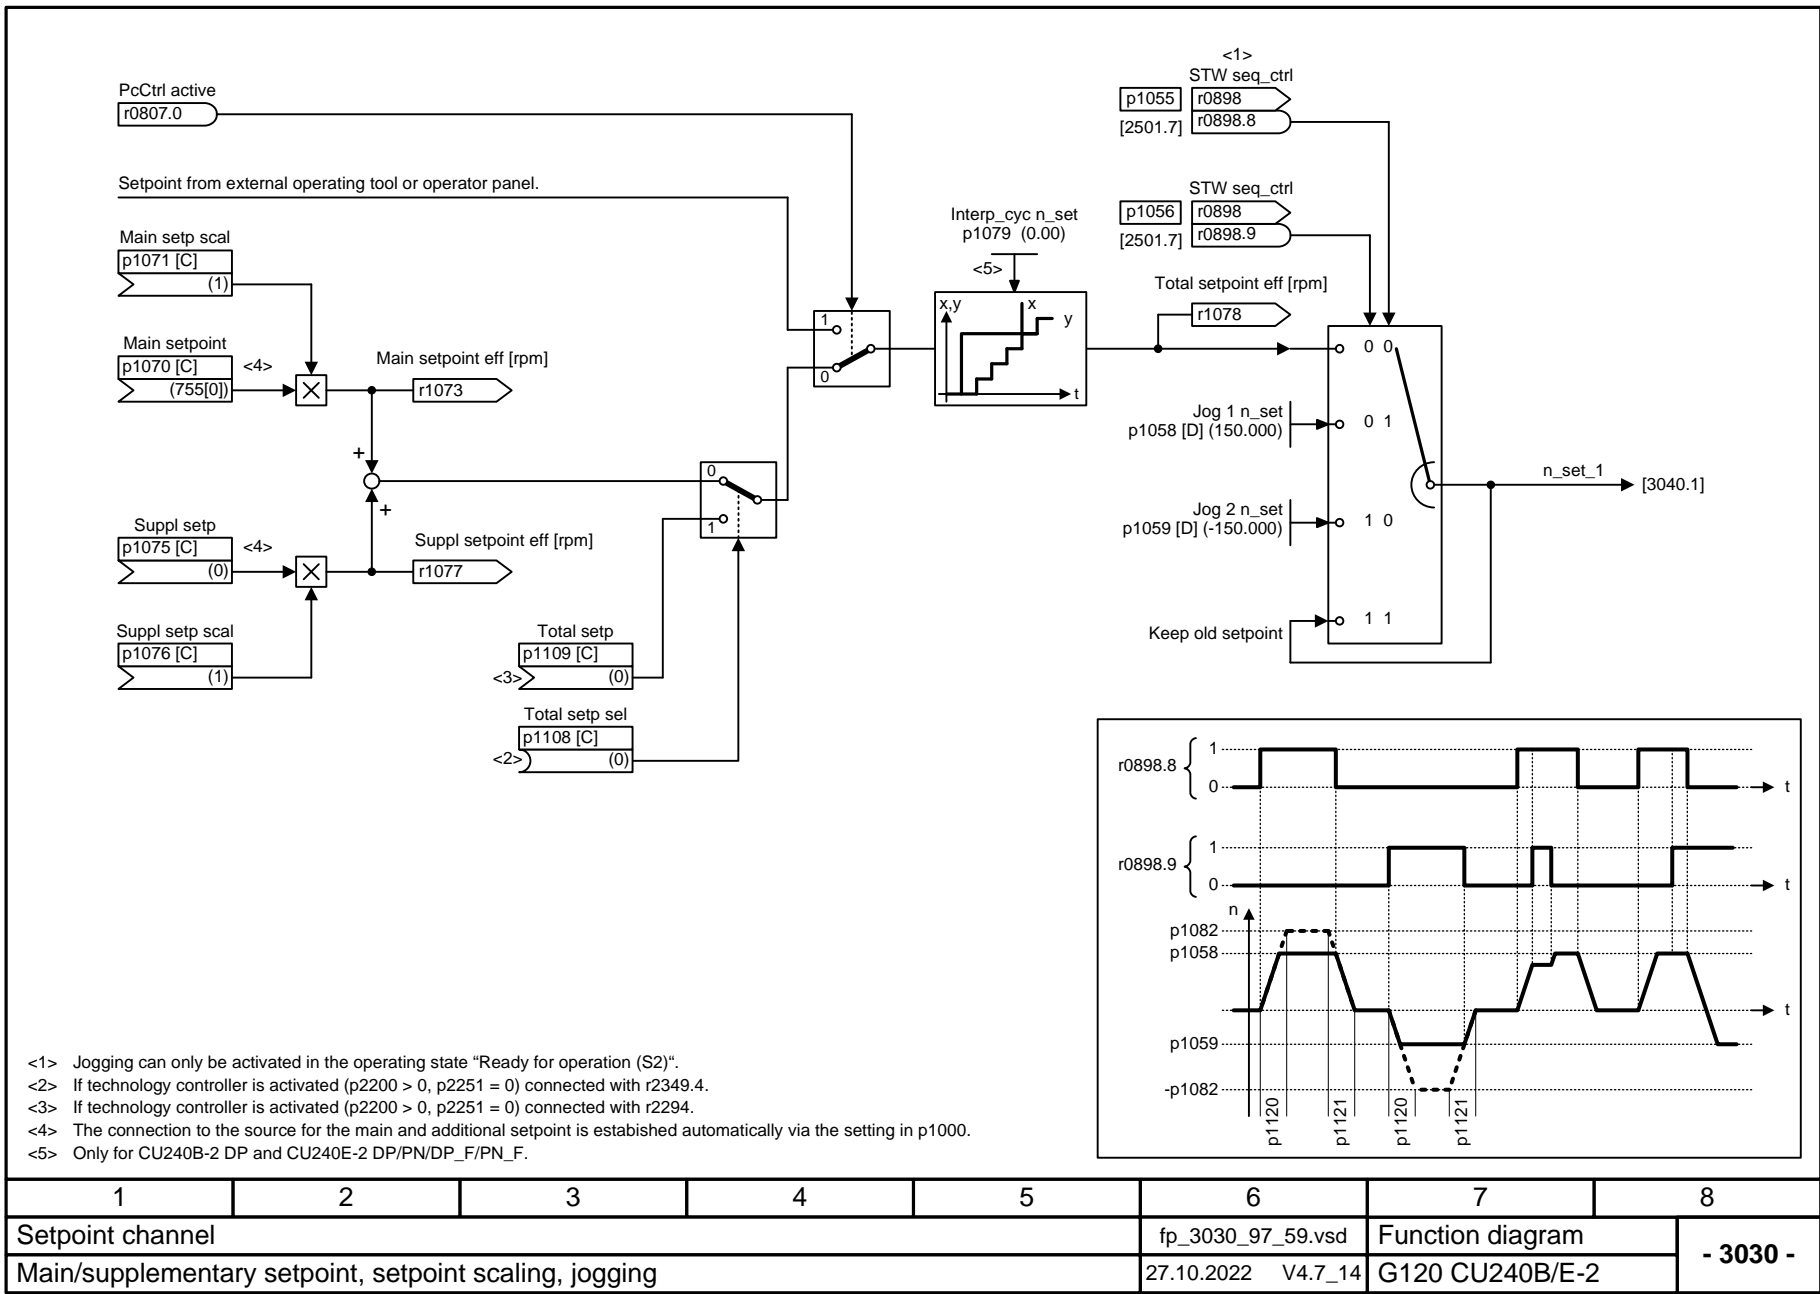 <1>
STW seq_ctrl
p1055 r0898
[2501.7] r0898.8
PcCtrl active
r0807.0
Setpoint from external operating tool or operator panel.
STW seq_ctrl
p1056 r0898
[2501.7] r0898.9
Interp_cyc n_set
p1079 (0.00)
<5>
x,y
x
y
t
Total setpoint eff [rpm]
r1078
Main setp scal
p1071 [C]
(1)
Main setpoint
p1070 [C]
(755[0])
<4>
Main setpoint eff [rpm]
r1073
1
0
0 0
Jog 1 n_set
p1058 [D] (150.000)
0 1
n_set_1
[3040.1]
Jog 2 n_set
p1059 [D] (-150.000)
1 0
Keep old setpoint
1 1
+
+
0
1
Suppl setp
p1075 [C]
(0)
<4>
Suppl setpoint eff [rpm]
r1077
Suppl setp scal
p1076 [C]
(1)
Total setp
p1109 [C]
<3>
(0)
Total setp sel
p1108 [C]
<2>
(0)
r0898.8
1
0
t
r0898.9
1
0
t
n
p1082
p1058
t
p1059
-p1082
p1120
p1121
p1120
p1121
<1> Jogging can only be activated in the operating state “Ready for operation (S2)“.
<2> If technology controller is activated (p2200 > 0, p2251 = 0) connected with r2349.4.
<3> If technology controller is activated (p2200 > 0, p2251 = 0) connected with r2294.
<4> The connection to the source for the main and additional setpoint is estabished automatically via the setting in p1000.
<5> Only for CU240B-2 DP and CU240E-2 DP/PN/DP_F/PN_F.
1 2 3 4 5 6 7 8
Setpoint channel
fp_3030_97_59.vsd
Function diagram
- 3030 -
Main/supplementary setpoint, setpoint scaling, jogging
27.10.2022 V4.7_14
G120 CU240B/E-2